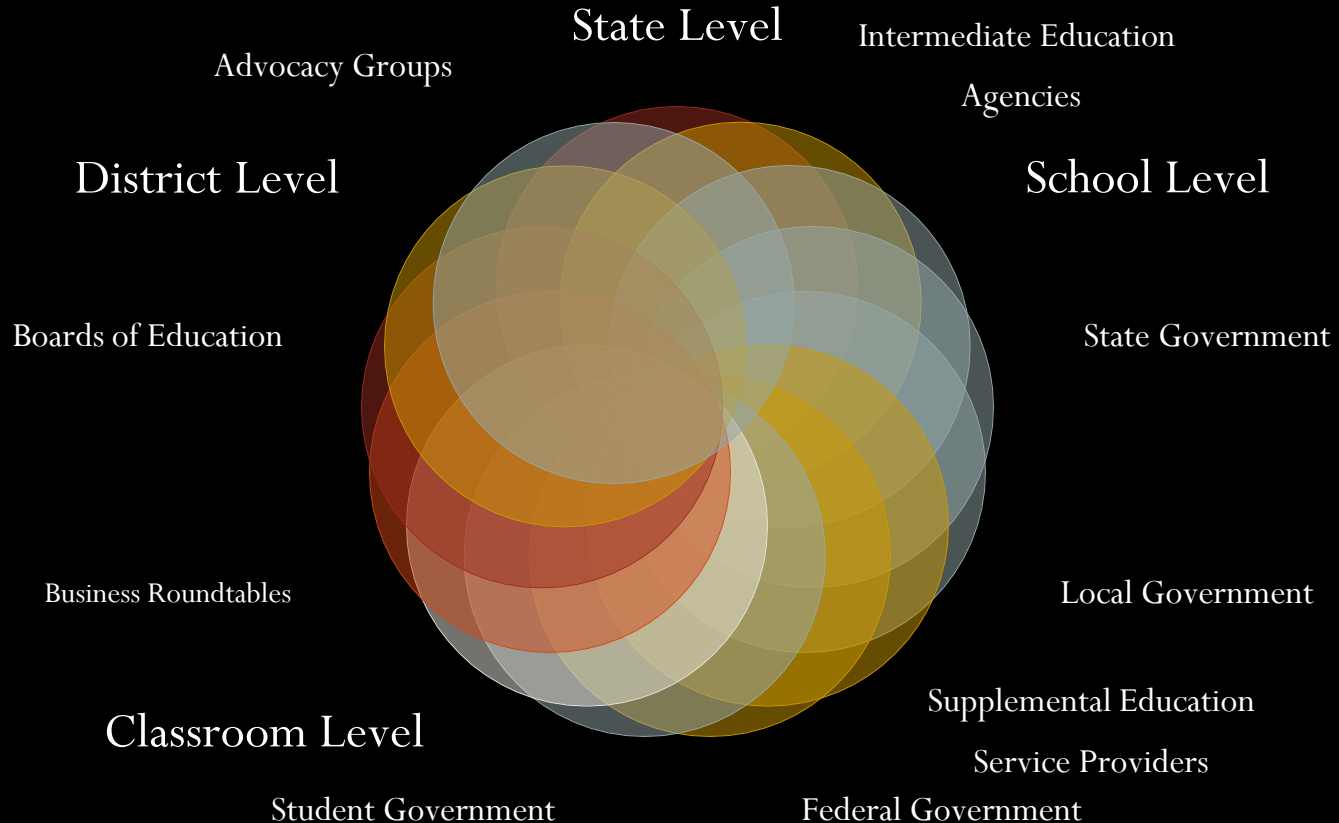 State Level
Intermediate Education
Agencies
School Level
State Government
Local Government
Supplemental Education
Service Providers
Federal Government
Student Government
Classroom Level
Business Roundtables
Boards of Education
District Level
Advocacy Groups